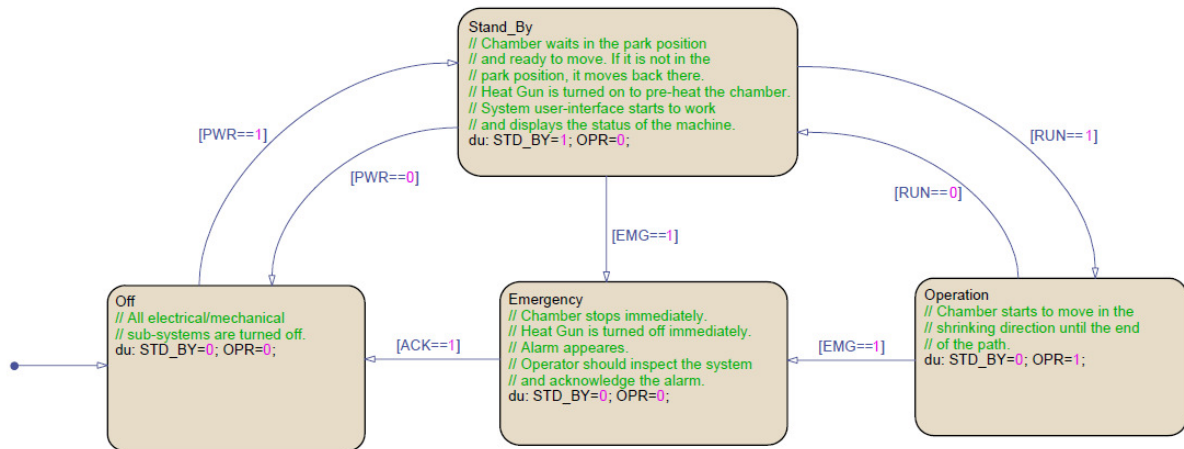 Stand_By
// Chamber waits in the park position
// and ready to move. If it is not in the
// park position, it moves back there.
// Heat Gun is turned on to pre-heat the chamber.
// System user-interface starts to work
// and displays the status of the machine.
du: STD_BY=1; OPR=0;
[PWR==1]
[RUN==1]
[PWR==0]
[RUN==0]
[EMG==1]
Off
// All electrical/mechanical
// sub-systems are turned off.
du: STD_BY=0; OPR=0;
[ACK==1]
Emergency
// Chamber stops immediately.
// Heat Gun is turned off immediately.
// Alarm appeares.
// Operator should inspect the system
// and acknowledge the alarm.
du: STD_BY=0; OPR=0;
[EMG==1]
Operation
// Chamber starts to move in the
// shrinking direction until the end
// of the path.
du: STD_BY=0; OPR=1;